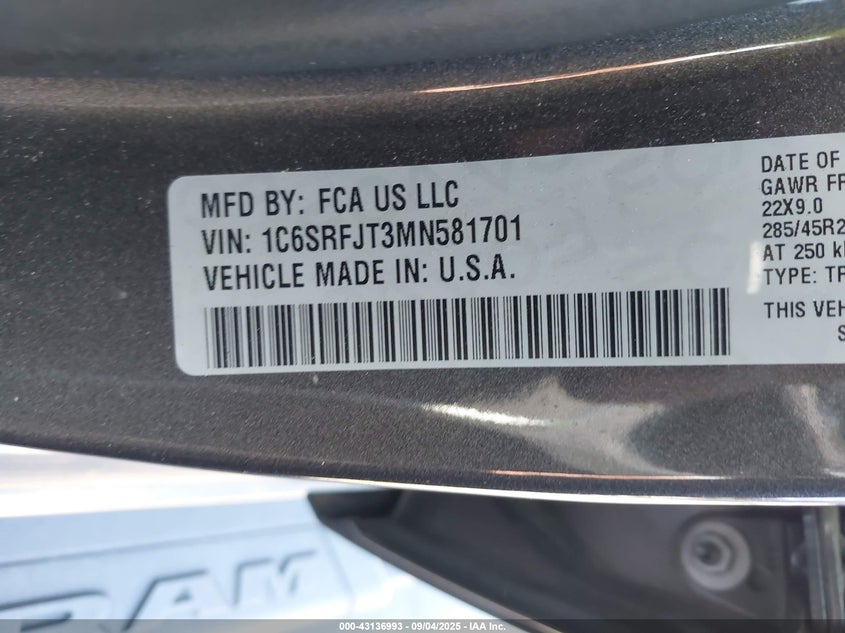 MFD BY: FCA US LLC
VIN: 1C6SRFJT3MN581701
VEHICLE MADE IN: U.S.A.
DATE OF
GAWR FR
22X9.0
285/45R2
AT 250 k
TYPE: TR
THIS VEH
S
RAM
000-43136993 - 09/04/2025 - IAA Inc.